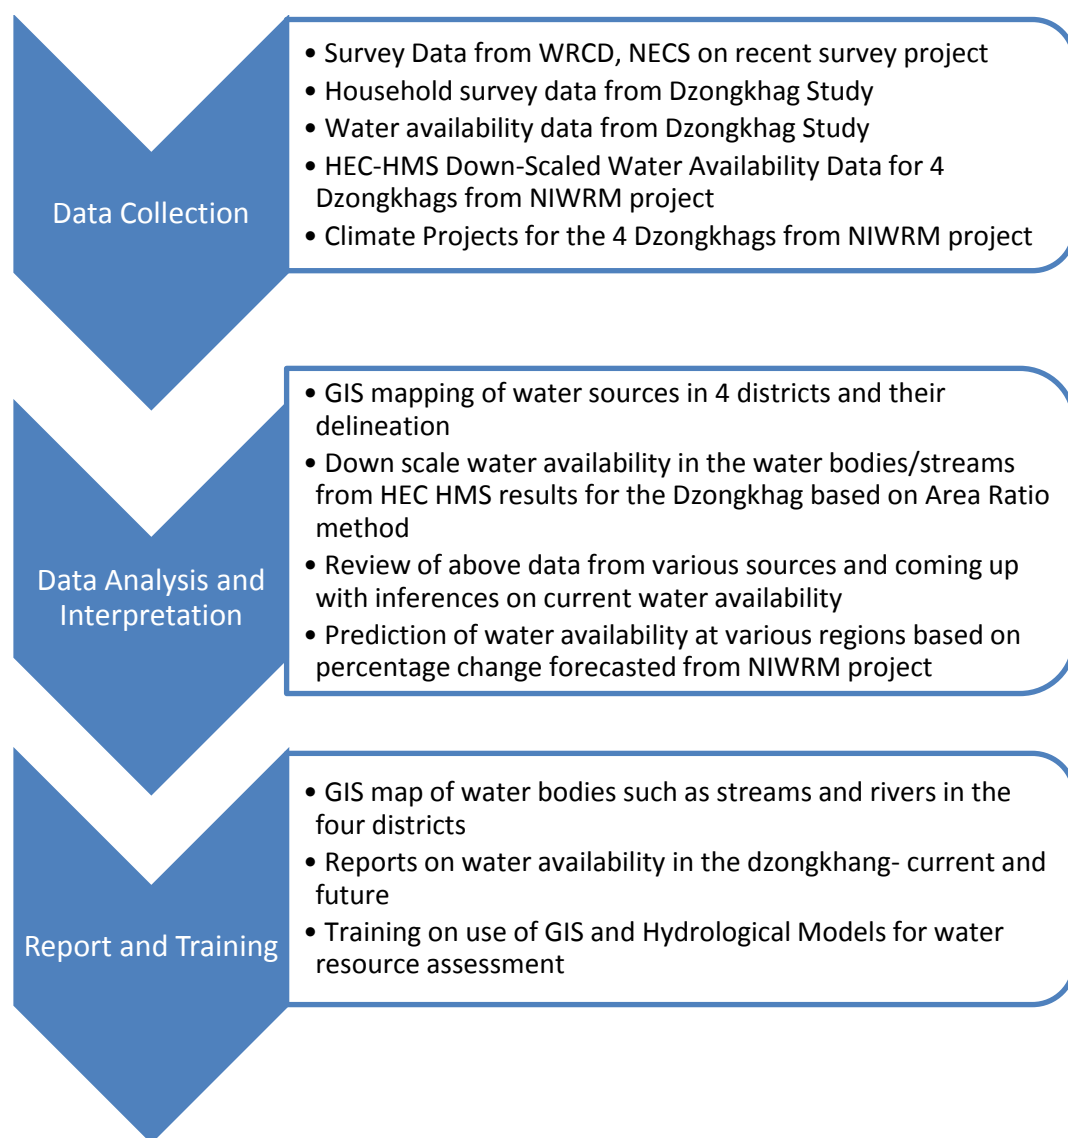 Data Collection
• Survey Data from WRCD, NECS on recent survey project
• Household survey data from Dzongkhag Study
• Water availability data from Dzongkhag Study
• HEC-HMS Down-Scaled Water Availability Data for 4
Dzongkhags from NIWRM project
• Climate Projects for the 4 Dzongkhags from NIWRM project
Data Analysis and
Interpretation
• GIS mapping of water sources in 4 districts and their
delineation
• Down scale water availability in the water bodies/streams
from HEC HMS results for the Dzongkhag based on Area Ratio
method
• Review of above data from various sources and coming up
with inferences on current water availability
• Prediction of water availability at various regions based on
percentage change forecasted from NIWRM project
Report and Training
• GIS map of water bodies such as streams and rivers in the
four districts
• Reports on water availability in the dzongkhang- current and
future
• Training on use of GIS and Hydrological Models for water
resource assessment